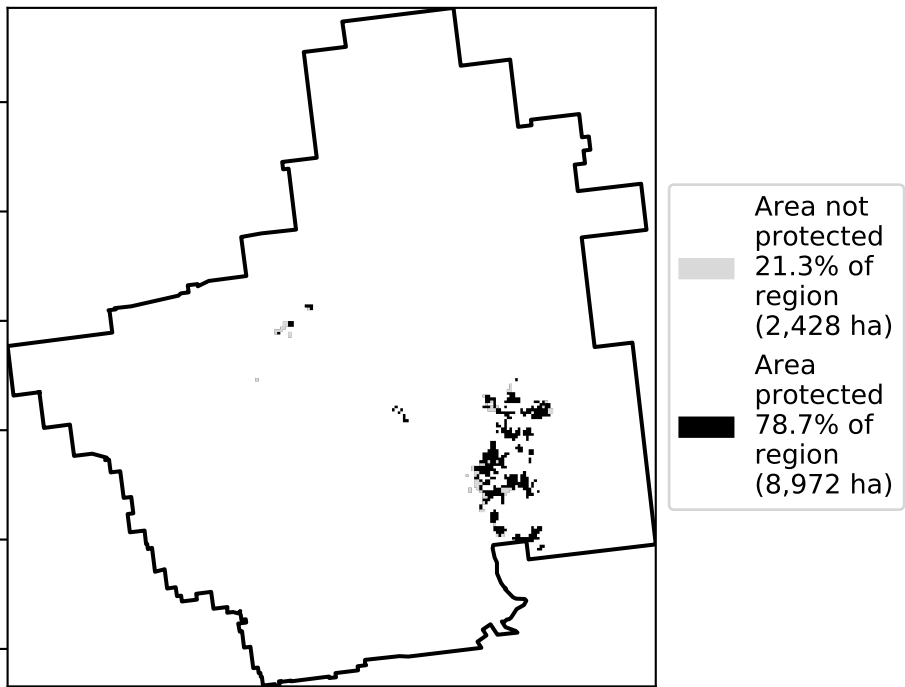 Area not
protected
21.3% of
region
(2,428 ha)
Area
protected
78.7% of
region
(8,972 ha)